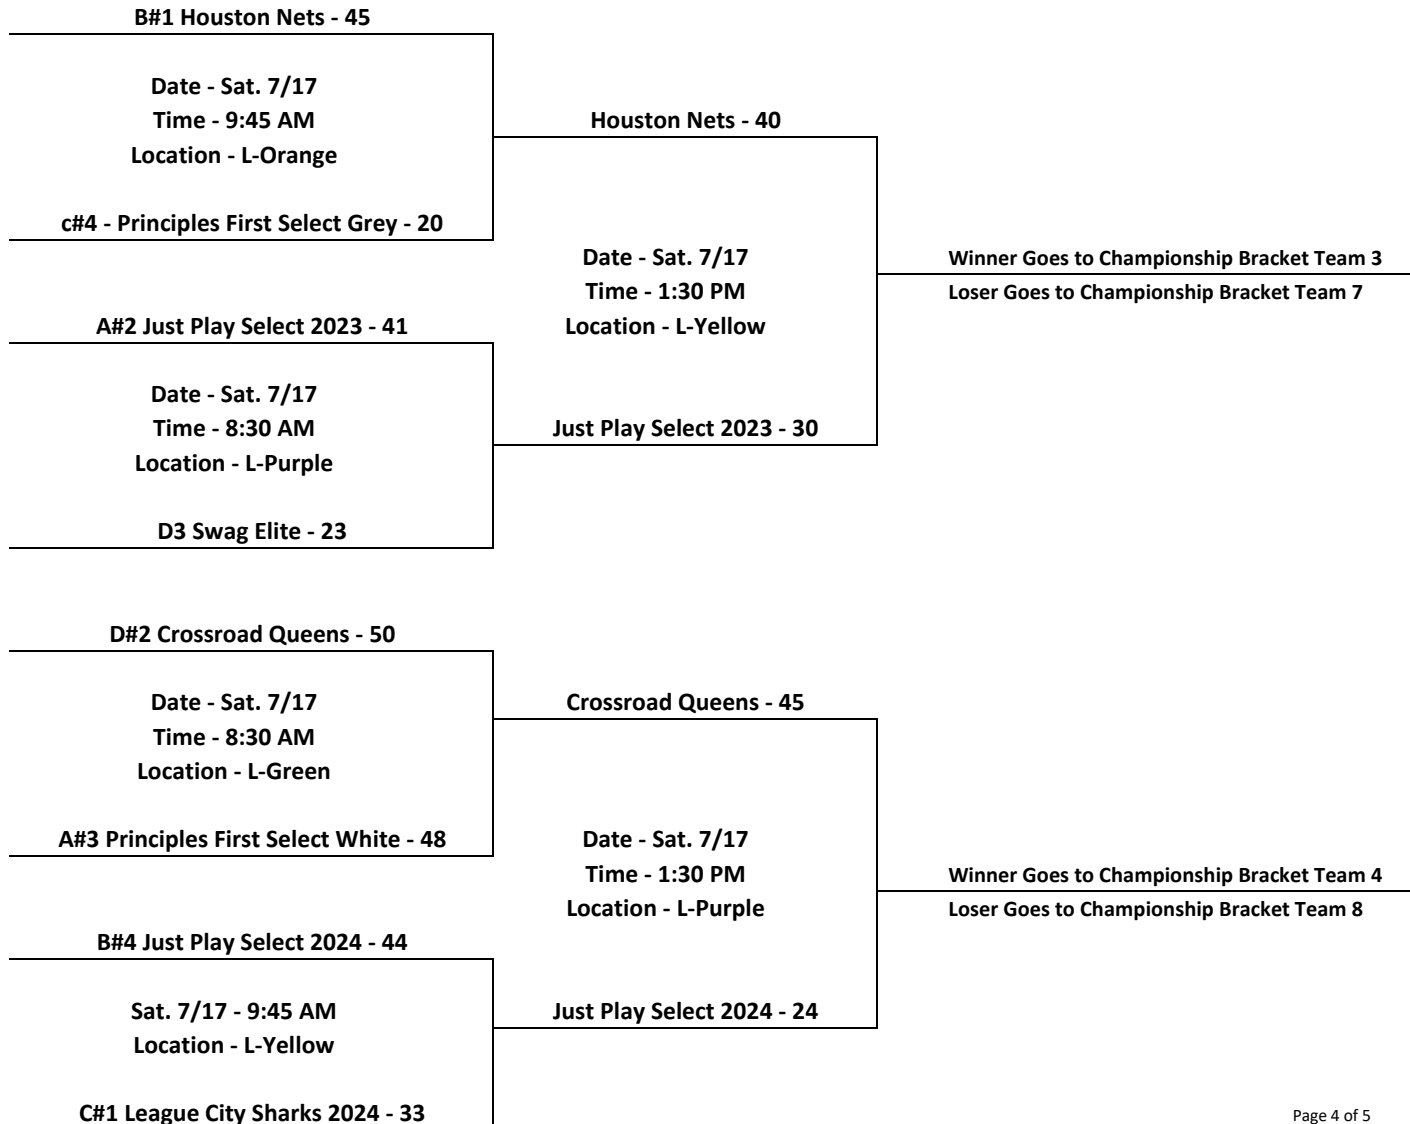 B#1 Houston Nets - 45
Date - Sat. 7/17
Time - 9:45 AM
Location - L-Orange
c#4 - Principles First Select Grey - 20
A#2 Just Play Select 2023 - 41
Date - Sat. 7/17
Time - 8:30 AM
Location - L-Purple
D3 Swag Elite - 23
Houston Nets - 40
Date - Sat. 7/17
Time - 1:30 PM
Location - L-Yellow
Just Play Select 2023 - 30
Winner Goes to Championship Bracket Team 3
Loser Goes to Championship Bracket Team 7
D#2 Crossroad Queens - 50
Date - Sat. 7/17
Time - 8:30 AM
Location - L-Green
A#3 Principles First Select White - 48
B#4 Just Play Select 2024 - 44
Sat. 7/17 - 9:45 AM
Location - L-Yellow
C#1 League City Sharks 2024 - 33
Crossroad Queens - 45
Date - Sat. 7/17
Time - 1:30 PM
Location - L-Purple
Just Play Select 2024 - 24
Winner Goes to Championship Bracket Team 4
Loser Goes to Championship Bracket Team 8
Page 4 of 5